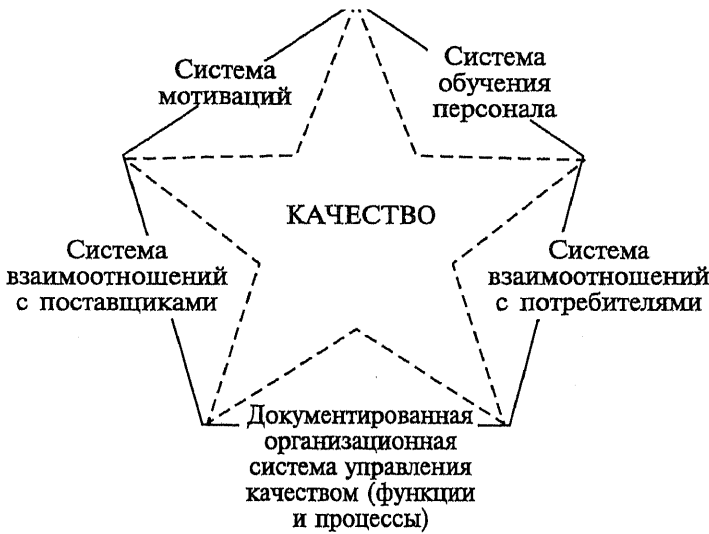 Система
мотиваций
Система
обучения
персонала
КАЧЕСТВО
Система
взаимоотношений
с поставщиками
Система
взаимоотношений
с потребителями
Документированная
организационная
система управления
качеством (функции
и процессы)